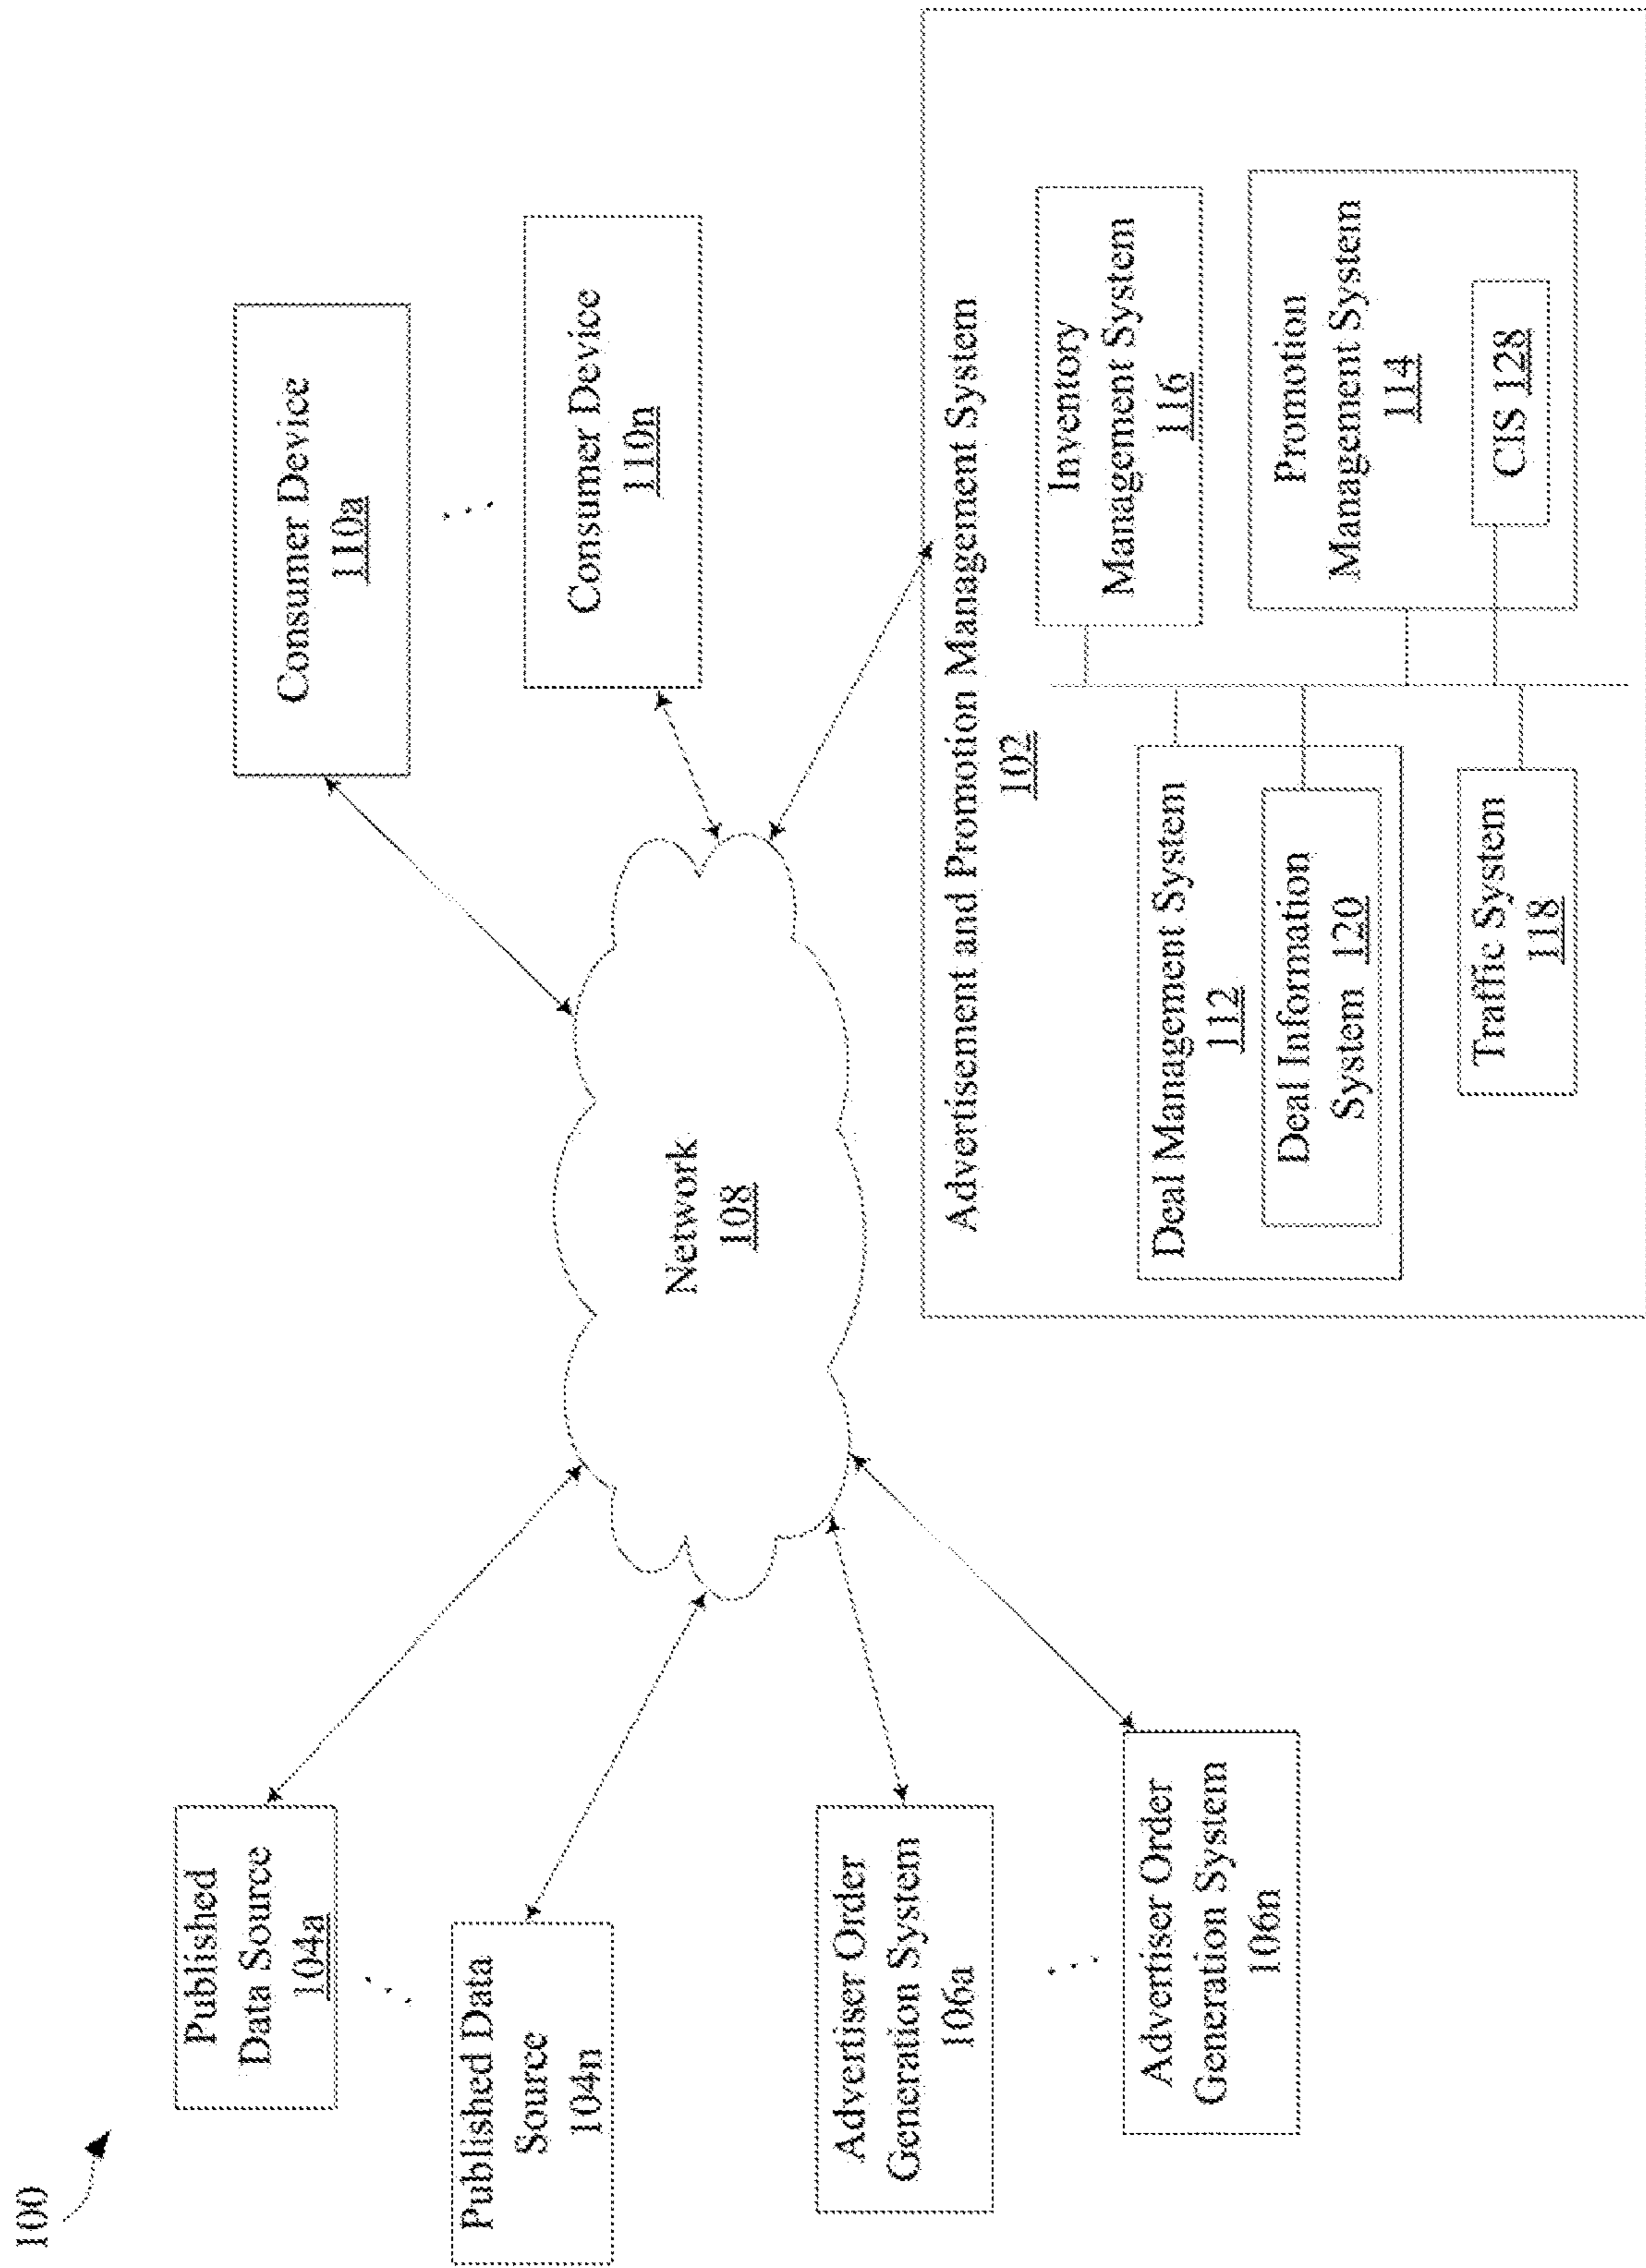 100
Published
Data Source
104a
Published Data
Source
104n
Advertiser Order
Generation System
106a
Advertiser Order
Generation System
106n
Network
108
Consumer Device
110a
Consumer Device
110n
Advertisement and Promotion Management System
102
Deal Management System
112
Deal Information
System 120
Traffic System
118
Inventory
Management System
116
Promotion
Management System
114
CIS 128